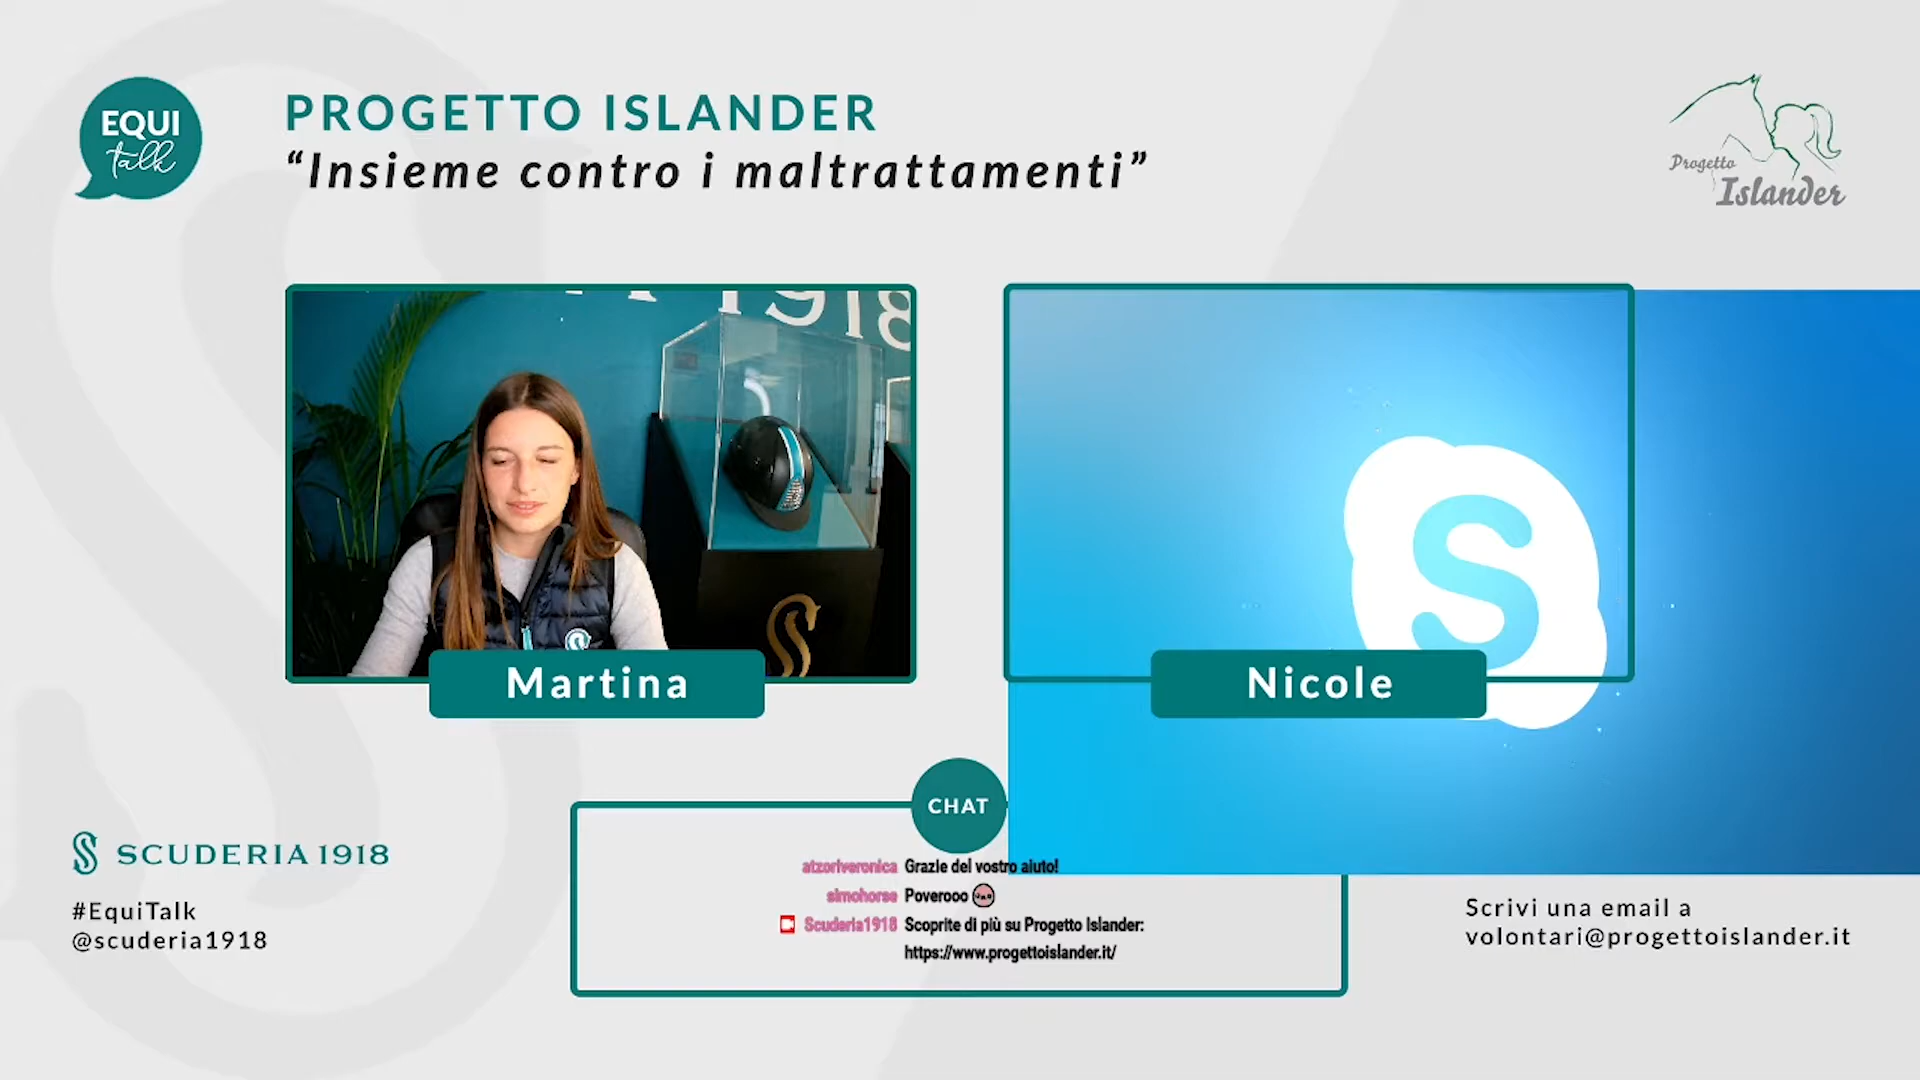 EQUI
talk
PROGETTO ISLANDER
“Insieme contro i maltrattamenti”
Progetto
Islander
1918
S
Martina
Nicole
CHAT
atzoriveronica Grazie del vostro aiuto!
simohorse Poverooo
Scuderia1918 Scoprite di più su Progetto Islander:
https://www.progettoislander.it/
SCUDERIA 1918
#EquiTalk
@scuderia1918
Scrivi una email a
volontari@progettoislander.it